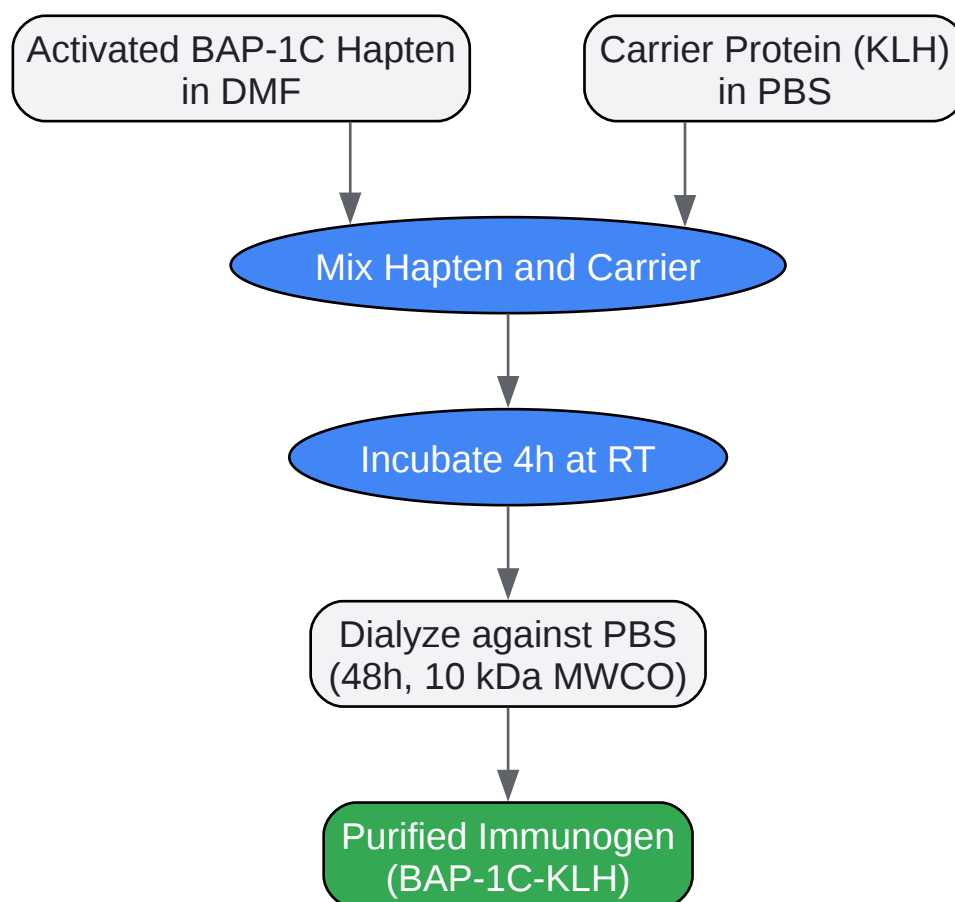 Activated BAP-1C Hapten
in DMF
Carrier Protein (KLH)
in PBS
Mix Hapten and Carrier
Incubate 4h at RT
Dialyze against PBS
(48h, 10 kDa MWCO)
Purified Immunogen
(BAP-1C-KLH)